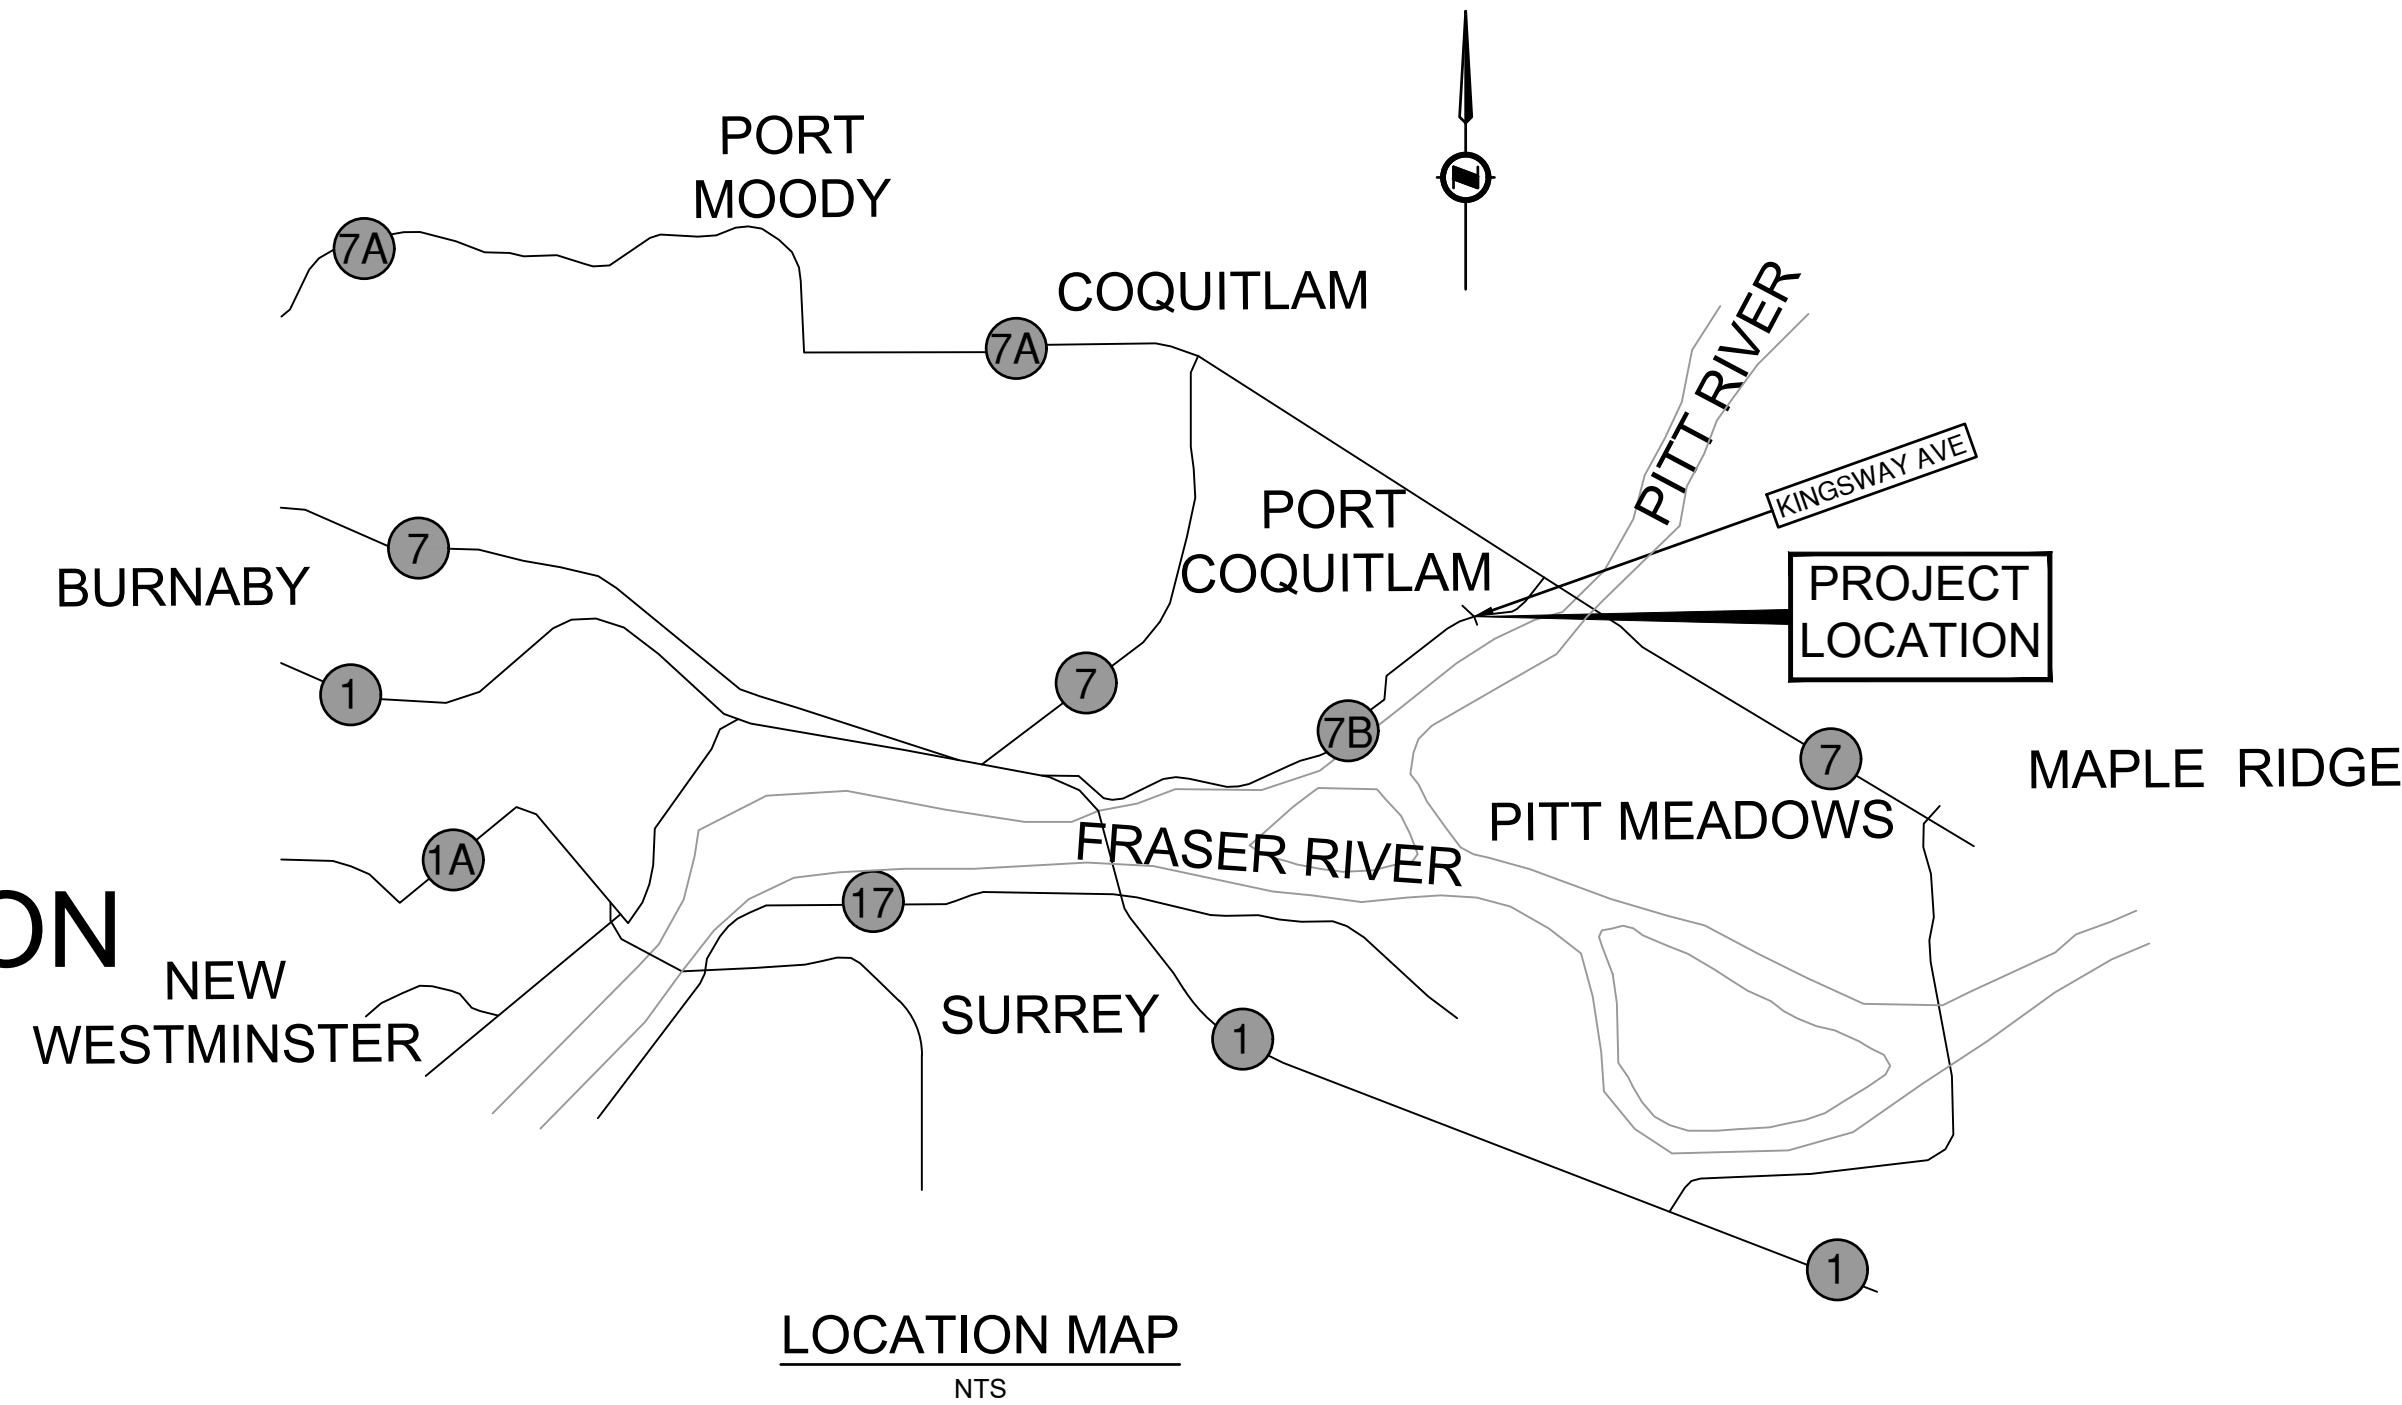 PORT
MOODY
7A
COQUITLAM
7A
PITT RIVER
KINGSWAY AVE
PORT
COQUITLAM
7
BURNABY
PROJECT
LOCATION
1
7
7B
7
MAPLE RIDGE
PITT MEADOWS
FRASER RIVER
1A
17
ON
NEW
WESTMINSTER
SURREY
1
1
LOCATION MAP
NTS